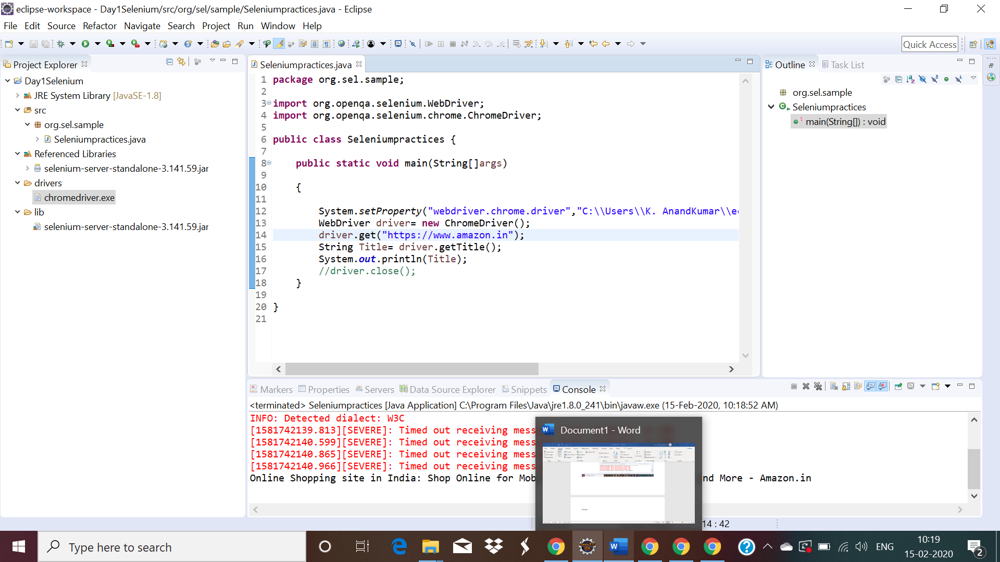 eclipse-workspace - Day1Selenium/src/org/sel/sample/Seleniumpractices.java - Eclipse
File Edit Source Refactor Navigate Search Project Run Window Help
Quick Access
Project Explorer
Day1Selenium
JRE System Library [JavaSE-1.8]
src
org.sel.sample
Seleniumpractices.java
Referenced Libraries
selenium-server-standalone-3.141.59.jar
drivers
chromedriver.exe
lib
selenium-server-standalone-3.141.59.jar
Seleniumpractices.java
1 package org.sel.sample;
2
3 import org.openqa.selenium.WebDriver;
4 import org.openqa.selenium.chrome.ChromeDriver;
5
6 public class Seleniumpractices {
7
8 public static void main(String[]args)
9
10 {
11
12 System.setProperty("webdriver.chrome.driver","C:\\Users\\K. AnandKumar\\e
13 WebDriver driver= new ChromeDriver();
14 driver.get("https://www.amazon.in");
15 String Title= driver.getTitle();
16 System.out.println(Title);
17 //driver.close();
18 }
19
20 }
21
Outline Task List
org.sel.sample
Seleniumpractices
main(String[]) : void
Markers Properties Servers Data Source Explorer Snippets Console
<terminated> Seleniumpractices [Java Application] C:\Program Files\Java\jre1.8.0_241\bin\javaw.exe (15-Feb-2020, 10:18:52 AM)
INFO: Detected dialect: W3C
[1581742139.813][SEVERE]: Timed out receiving mess
[1581742140.599][SEVERE]: Timed out receiving mess
[1581742140.865][SEVERE]: Timed out receiving mess
[1581742140.966][SEVERE]: Timed out receiving mess
Online Shopping site in India: Shop Online for Mob nd More - Amazon.in
Document1 - Word
14 : 42
Type here to search
ENG
10:19
15-02-2020
2